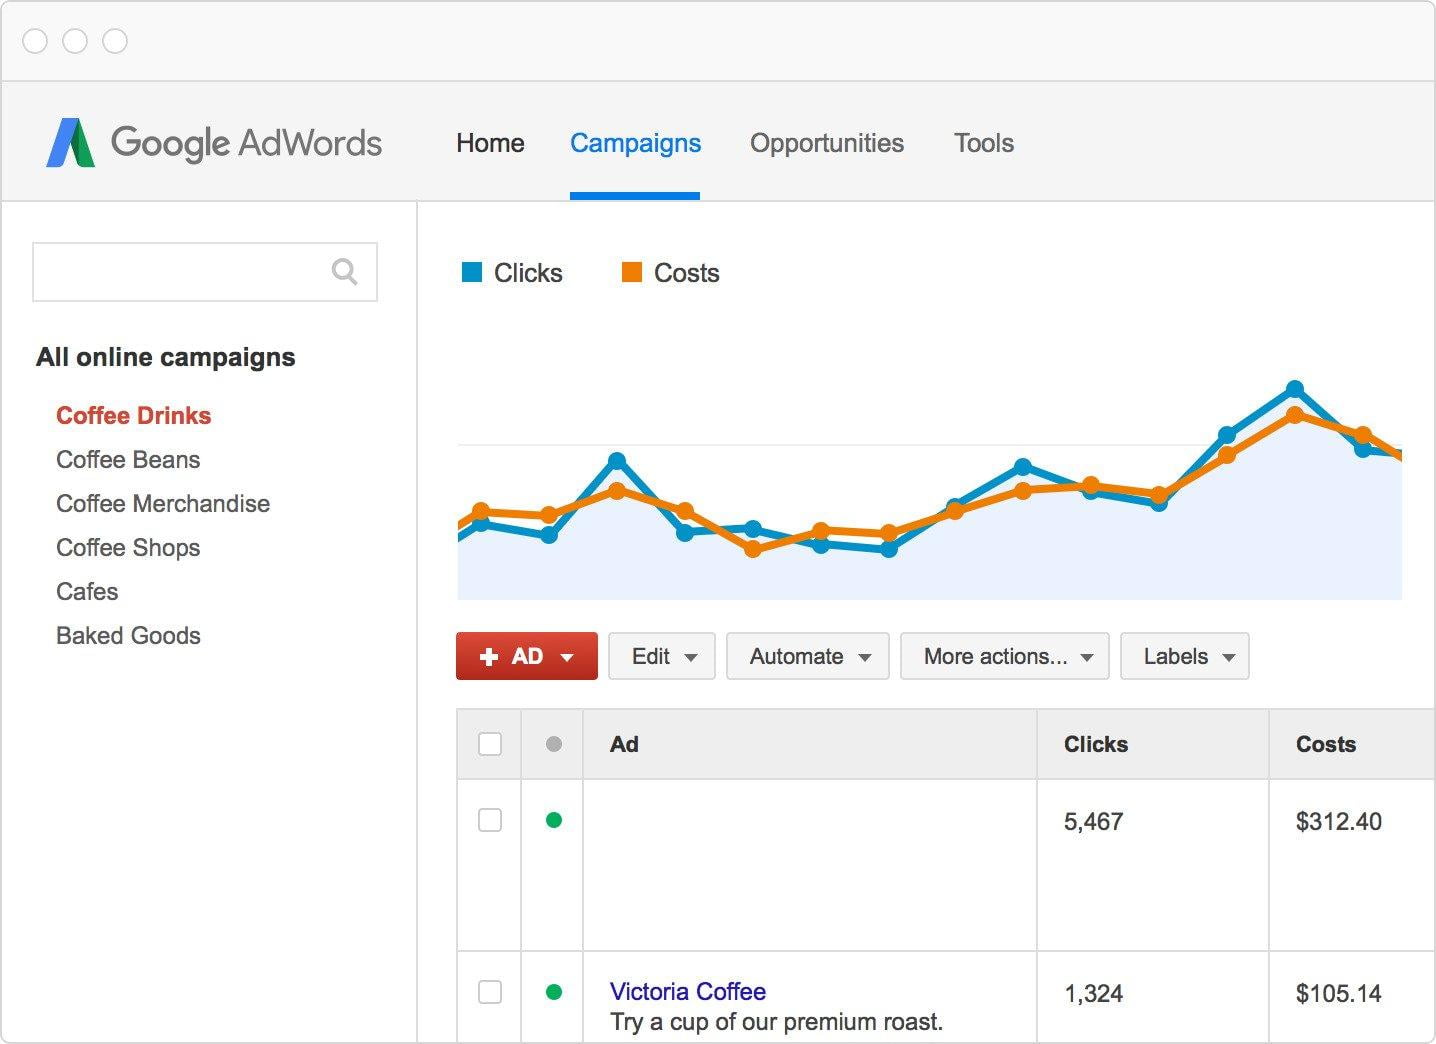 Google AdWords
Home Campaigns Opportunities Tools
Clicks Costs
All online campaigns
Coffee Drinks
Coffee Beans
Coffee Merchandise
Coffee Shops
Cafes
Baked Goods
+ AD Edit Automate More actions... Labels
Ad Clicks Costs
5,467 $312.40
Victoria Coffee 1,324 $105.14
Try a cup of our premium roast.